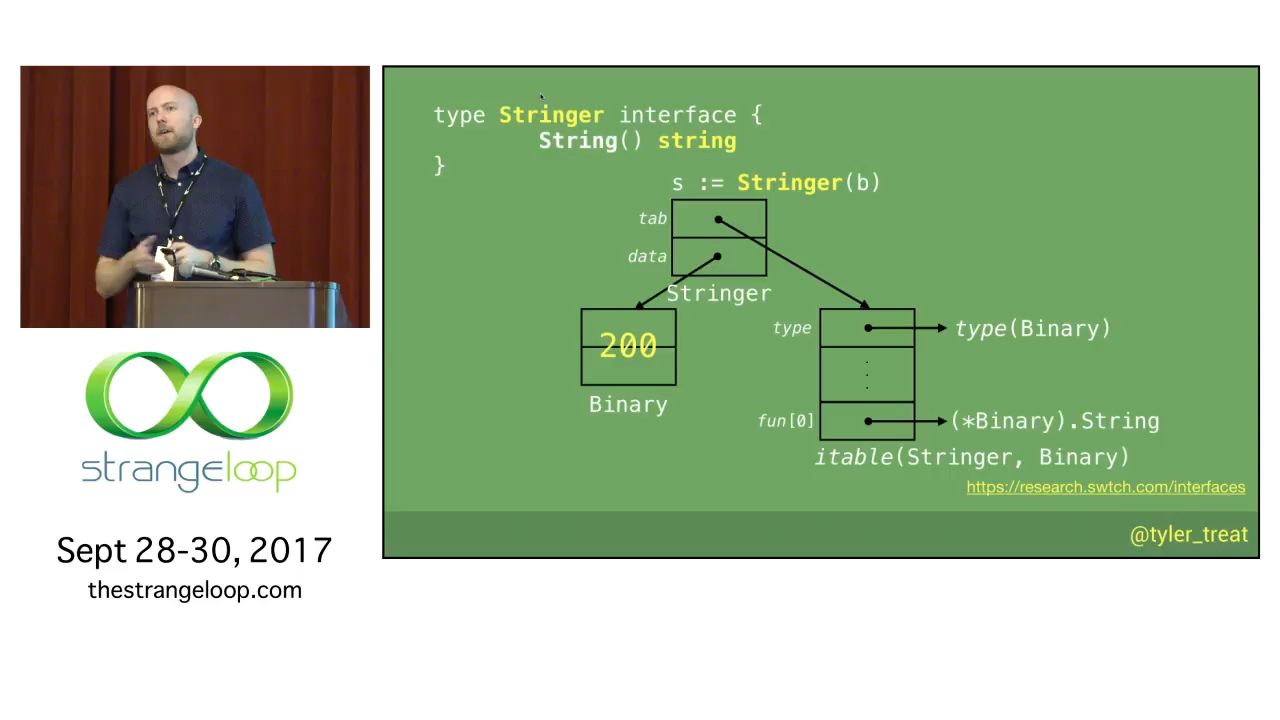 type Stringer interface {
String() string
}
s := Stringer(b)
tab
data
Stringer
200
Binary
type
type(Binary)
.
.
.
fun[0]
(*Binary).String
itable(Stringer, Binary)
https://research.swtch.com/interfaces
@tyler_treat
strangeloop
Sept 28-30, 2017
thestrangeloop.com